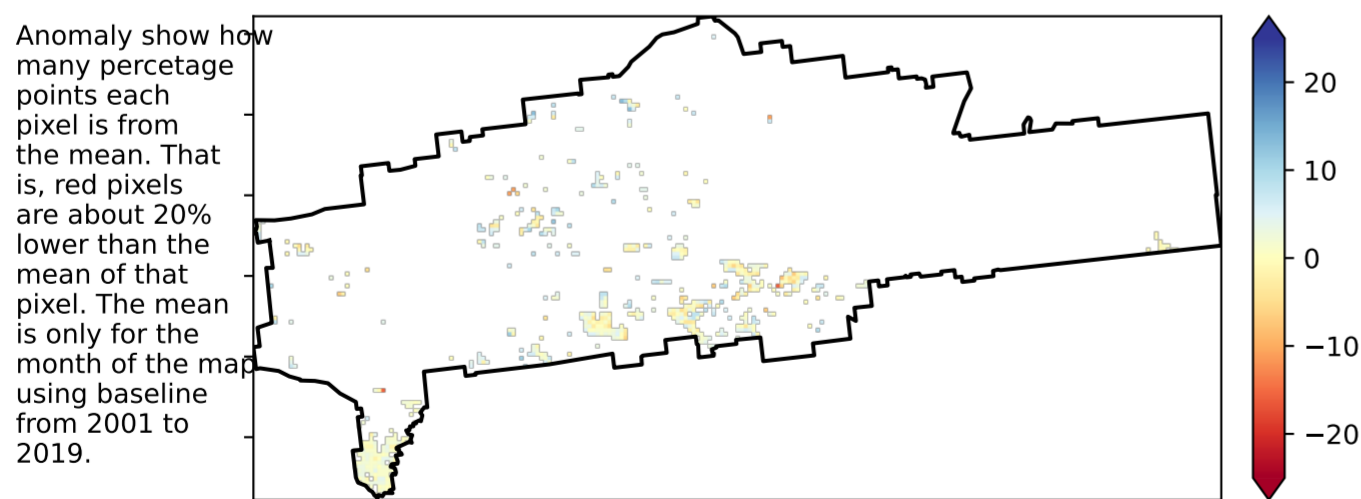 Anomaly show how
many percetage
points each
pixel is from
the mean. That
is, red pixels
are about 20%
lower than the
mean of that
pixel. The mean
is only for the
month of the map
using baseline
from 2001 to
2019.
20
10
0
−10
−20